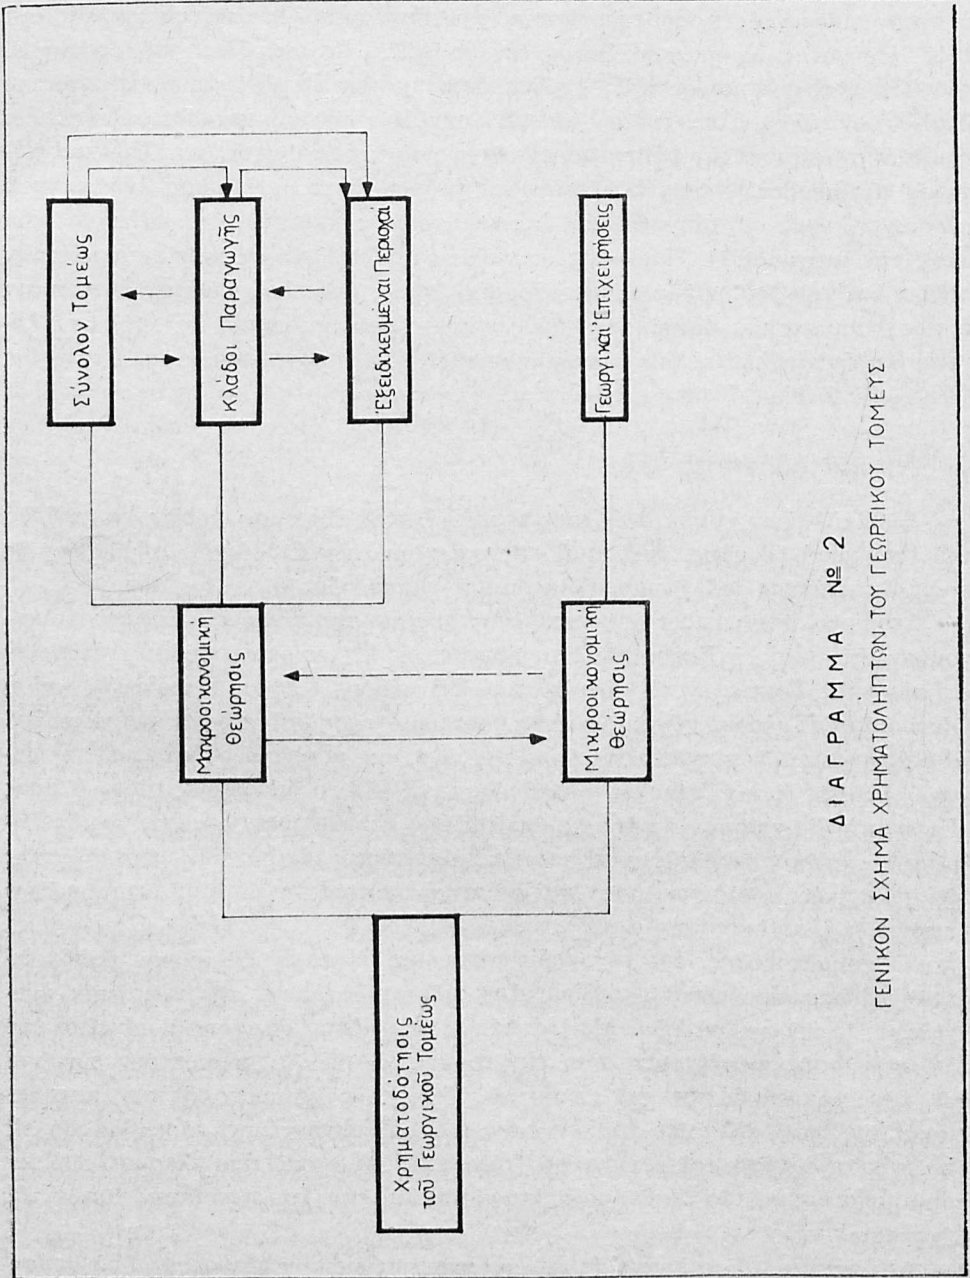 Χρηματοδότησις
τοῦ Γεωργικοῦ Τομέως
Μακροοικονομική
Θεώρησις
Μικροοικονομική
Θεώρησις
Σύνολον Τομέως
Κλάδοι Παραγωγῆς
Ἐξειδικευμέναι Περιοχαί
Γεωργικαί Ἐπιχειρήσεις
ΔΙΑΓΡΑΜΜΑ Nº 2
ΓΕΝΙΚΟΝ ΣΧΗΜΑ ΧΡΗΜΑΤΟΛΗΠΤΩΝ ΤΟΥ ΓΕΩΡΓΙΚΟΥ ΤΟΜΕΥΣ